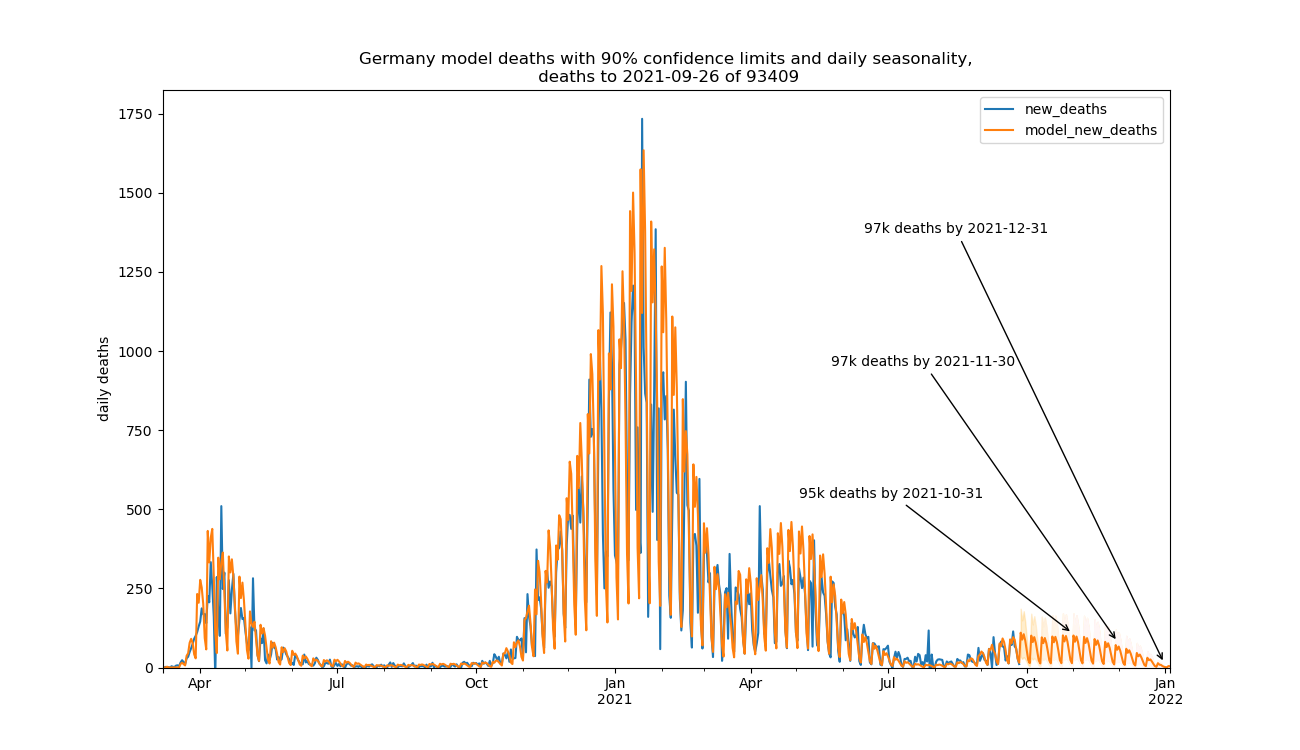 Germany model deaths with 90% confidence limits and daily seasonality,
deaths to 2021-09-26 of 93409
new_deaths
model_new_deaths
1750
1500
1250
1000
750
500
250
0
daily deaths
97k deaths by 2021-12-31
97k deaths by 2021-11-30
95k deaths by 2021-10-31
Apr Jul Oct Jan Apr Jul Oct Jan
2021 2022